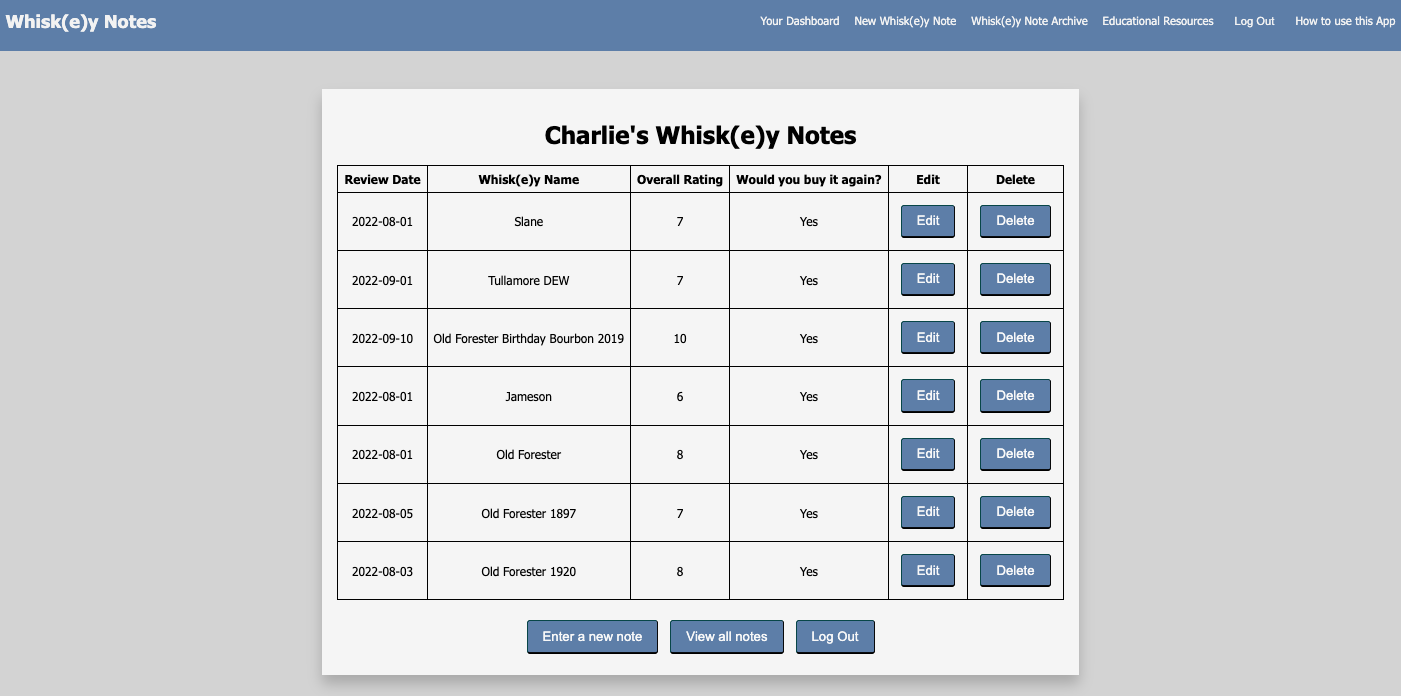 Whisk(e)y Notes Your Dashboard New Whisk(e)y Note Whisk(e)y Note Archive Educational Resources Log Out How to use this App
Charlie's Whisk(e)y Notes
Review Date Whisk(e)y Name Overall Rating Would you buy it again? Edit Delete
2022-08-01 Slane 7 Yes Edit Delete
2022-09-01 Tullamore DEW 7 Yes Edit Delete
2022-09-10 Old Forester Birthday Bourbon 2019 10 Yes Edit Delete
2022-08-01 Jameson 6 Yes Edit Delete
2022-08-01 Old Forester 8 Yes Edit Delete
2022-08-05 Old Forester 1897 7 Yes Edit Delete
2022-08-03 Old Forester 1920 8 Yes Edit Delete
Enter a new note View all notes Log Out